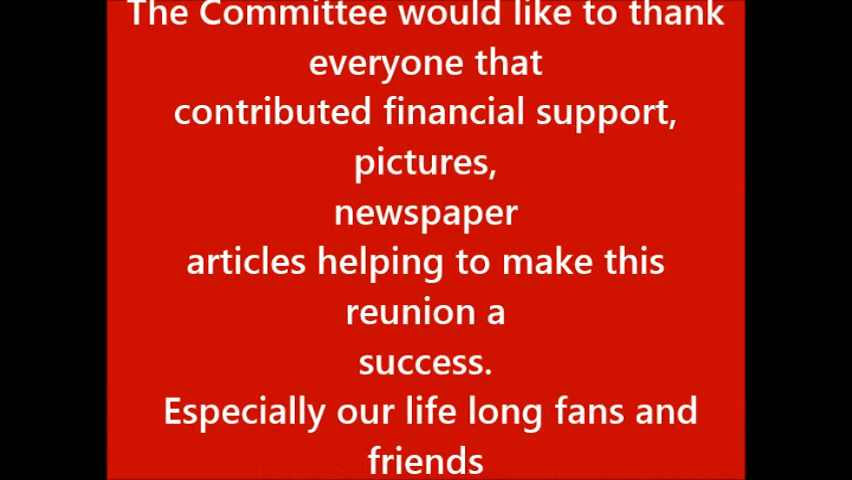 The Committee would like to thank
everyone that
contributed financial support,
pictures,
newspaper
articles helping to make this
reunion a
success.
Especially our life long fans and
friends